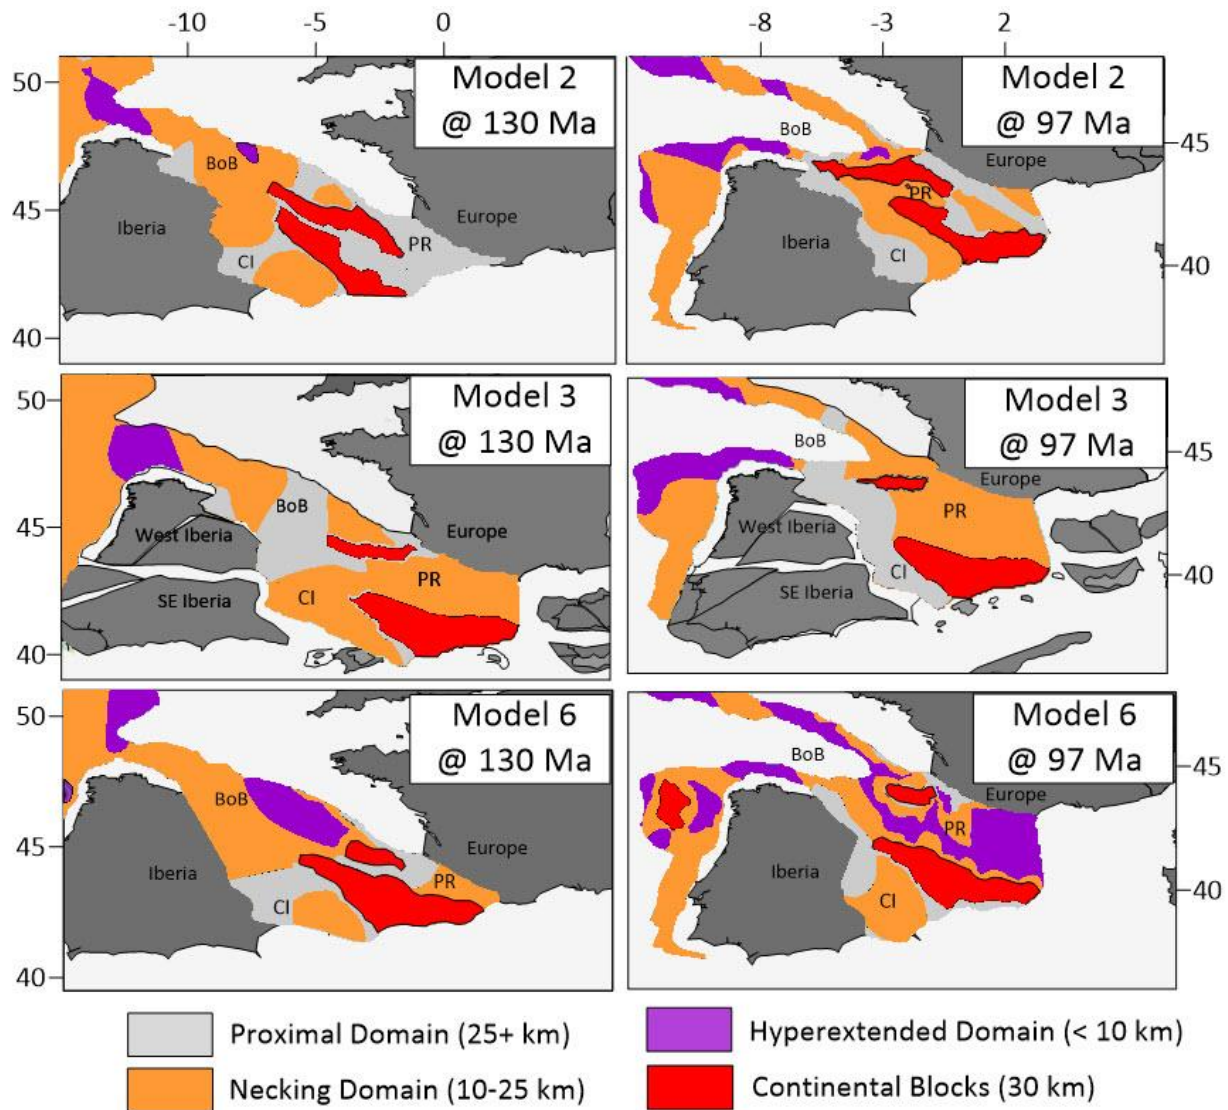 -10 -5 0 -8 -3 2
50
Model 2
@ 130 Ma
BoB
45
Iberia
Europe
PR
CI
40
Model 2
@ 97 Ma
BoB
45
Europe
PR
Iberia
CI
40
50
Model 3
@ 130 Ma
BoB
45
West Iberia
Europe
PR
CI
SE Iberia
40
Model 3
@ 97 Ma
BoB
45
Europe
PR
West Iberia
CI
40
SE Iberia
50
Model 6
@ 130 Ma
BoB
45
Europe
Iberia
PR
CI
40
Model 6
@ 97 Ma
BoB
45
Europe
PR
Iberia
CI
40
Proximal Domain (25+ km)
Hyperextended Domain (< 10 km)
Necking Domain (10-25 km)
Continental Blocks (30 km)